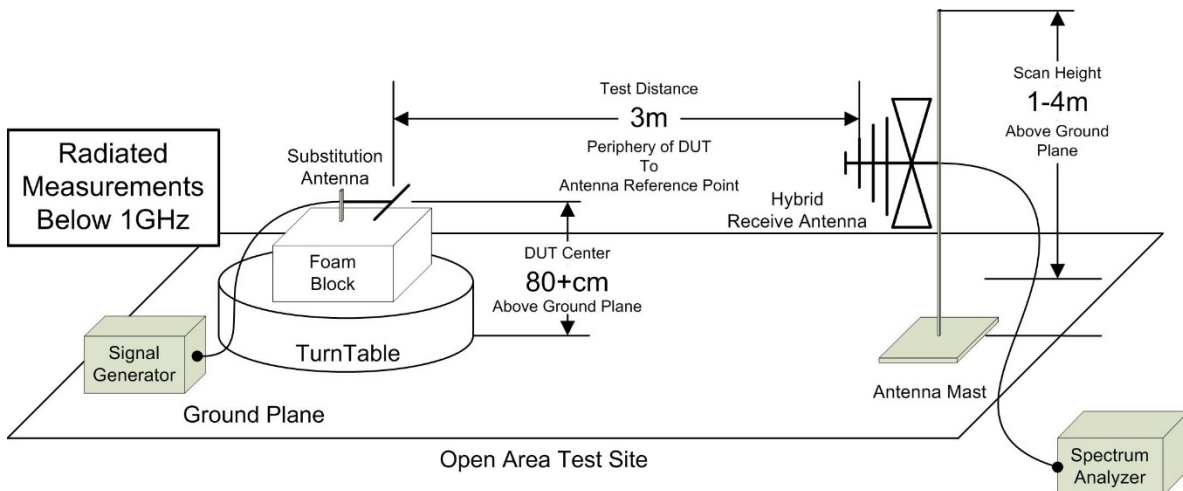 Radiated
Measurements
Below 1GHz
Substitution
Antenna
Test Distance
3m
Periphery of DUT
To
Antenna Reference Point
Hybrid
Receive Antenna
Scan Height
1-4m
Above Ground
Plane
Foam
Block
DUT Center
80+cm
Above Ground Plane
TurnTable
Signal
Generator
Ground Plane
Antenna Mast
Open Area Test Site
Spectrum
Analyzer